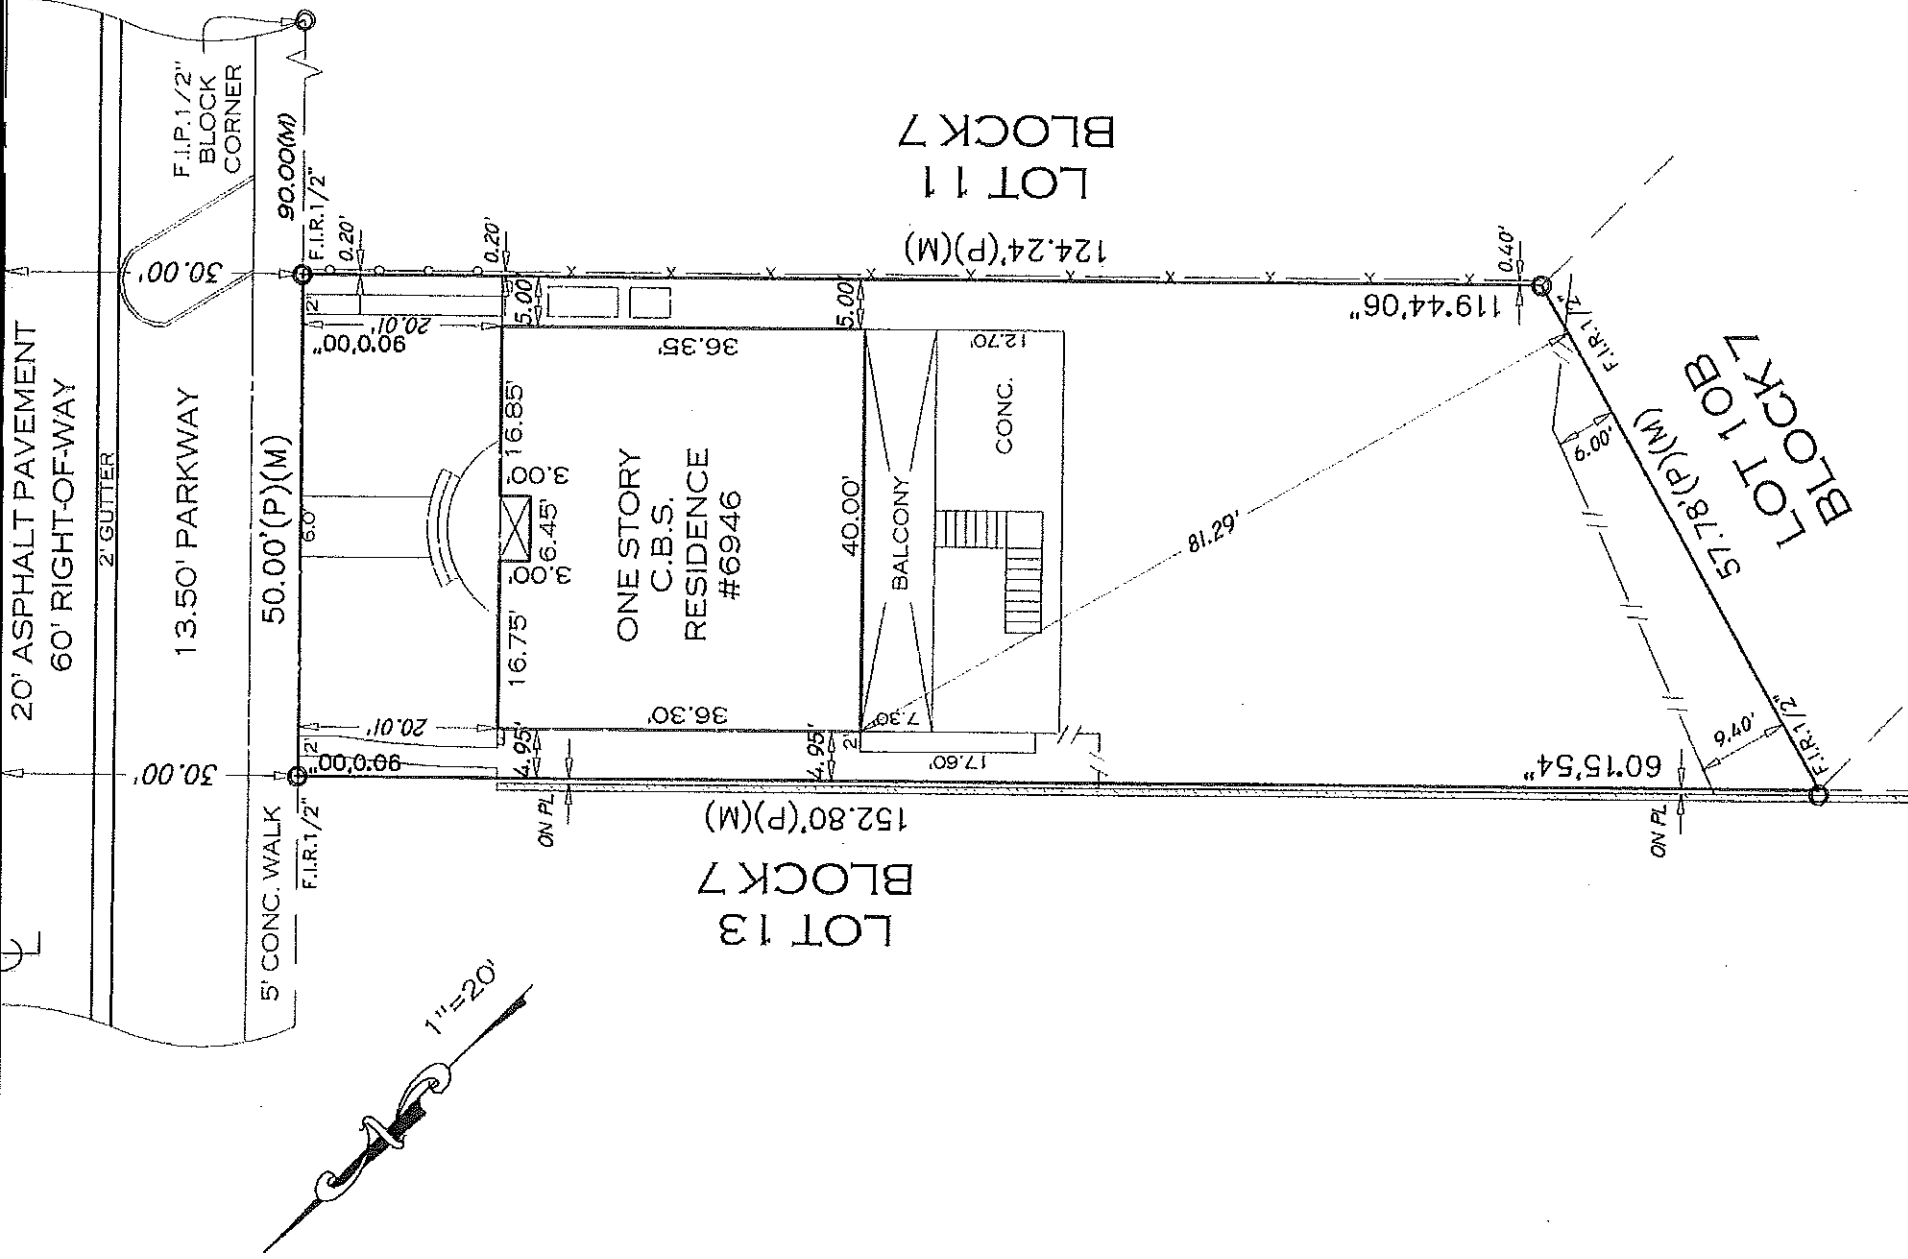 20' ASPHALT PAVEMENT
60' RIGHT-OF-WAY
2' GUTTER
13.50' PARKWAY
F.I.P.1/2"
BLOCK
CORNER
90.00(M)
30.00'
30.00'
5' CONC. WALK
F.I.R.1/2"
F.I.R.1/2"
50.00'(P)(M)
0.20'
0.20'
2'
20.01'
90°0'00"
6.0'
2'
20.01'
90°0'00"
5.00'
5.00'
36.35'
16.85'
3.00'
6.45'
3.00'
16.75'
ONE STORY
C.B.S.
RESIDENCE
#6946
40.00'
36.30'
4.95'
4.95'
2'
BALCONY
7.30'
17.60'
CONC.
12.70'
ON PL
152.80'(P)(M)
LOT 13
BLOCK 7
LOT 11
BLOCK 7
124.24'(P)(M)
0.40'
119°44'06"
F.I.R.1/2"
81.29'
6.00'
57.78'(P)(M)
LOT 10B
BLOCK 7
6.40'
F.I.R.1/2"
60°15'54"
ON PL
1"=20'